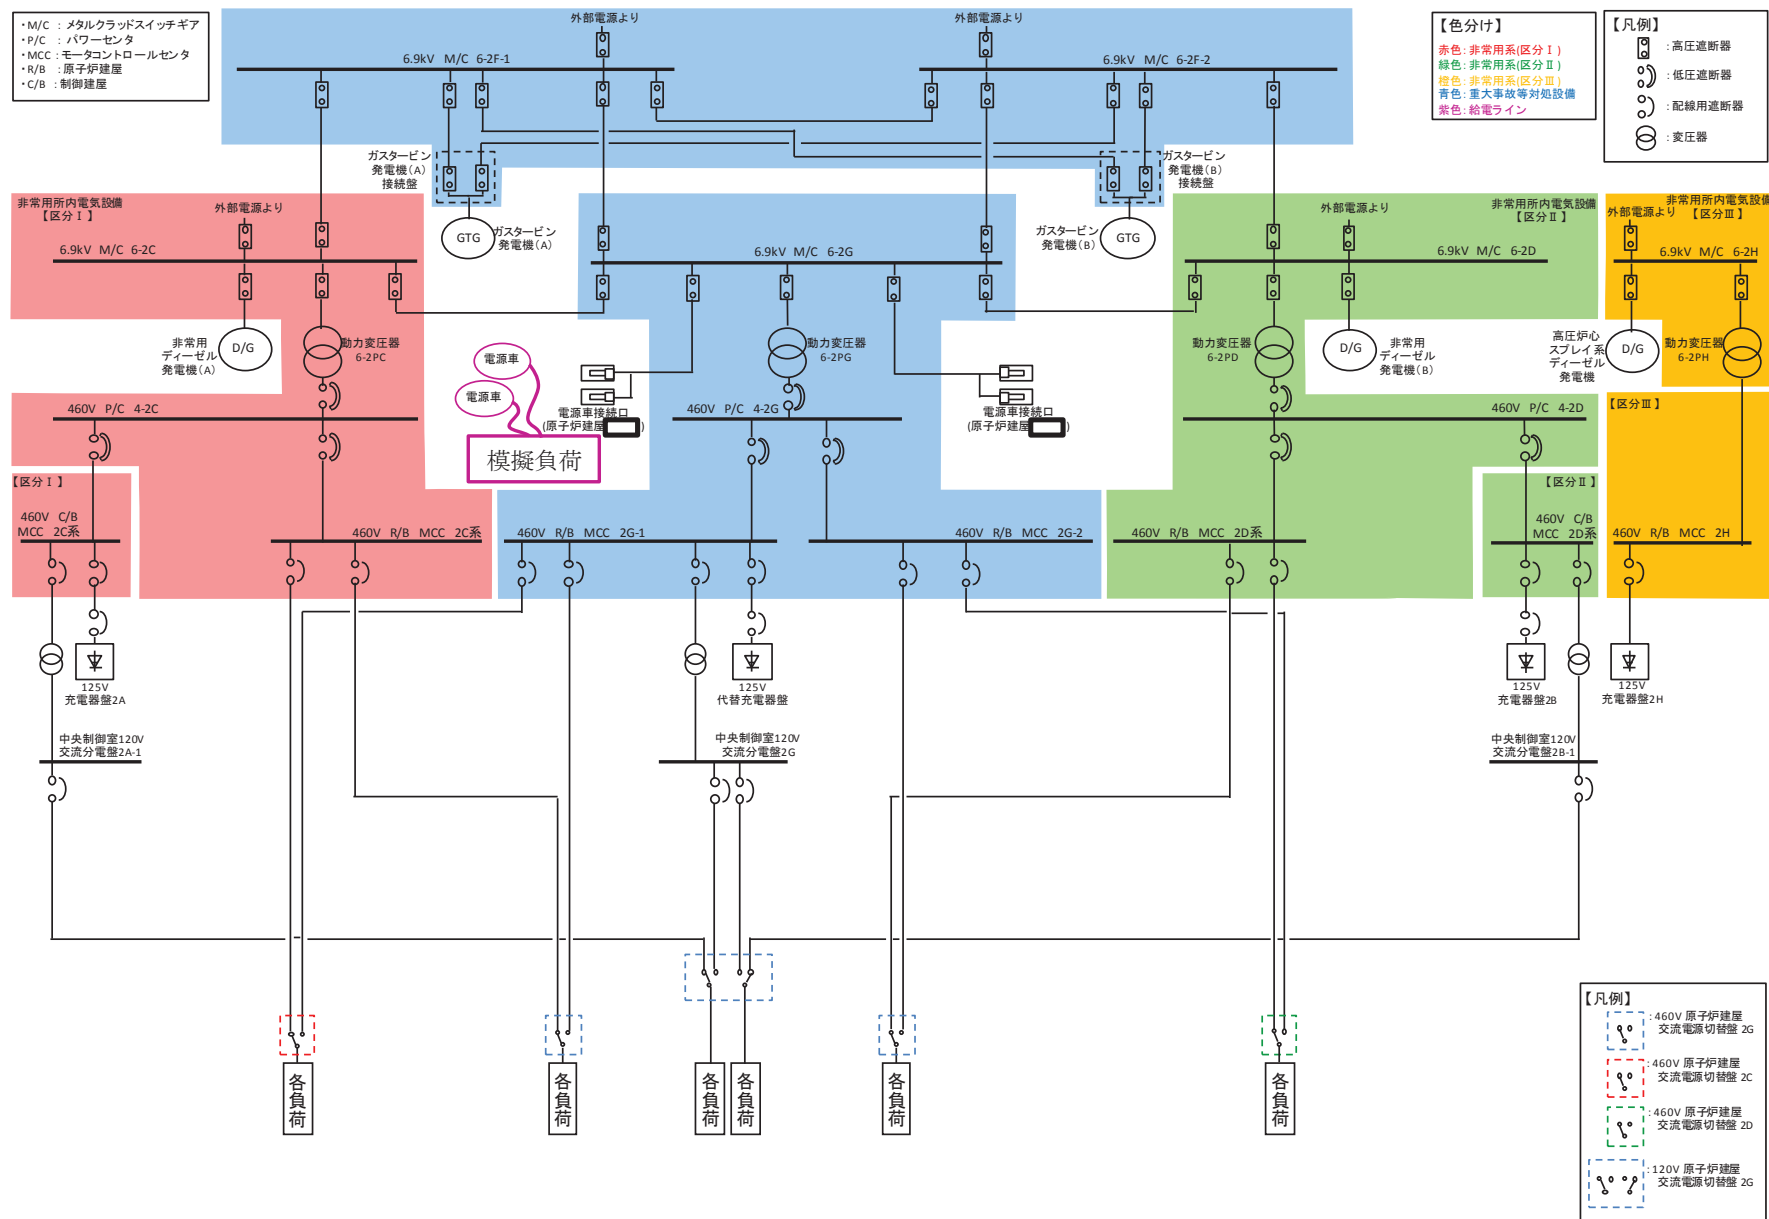 ・M/C : メタルクラッドスイッチギア
・P/C : パワーセンタ
・MCC : モータコントロールセンタ
・R/B : 原子炉建屋
・C/B : 制御建屋
外部電源より
外部電源より
6.9kV M/C 6-2F-1
6.9kV M/C 6-2F-2
【色分け】
赤色: 非常用系(区分Ⅰ)
緑色: 非常用系(区分Ⅱ)
橙色: 非常用系(区分Ⅲ)
青色: 重大事故等対処設備
紫色: 給電ライン
【凡例】
: 高圧遮断器
: 低圧遮断器
: 配線用遮断器
: 変圧器
ガスタービン
発電機(A)
接続盤
ガスタービン
発電機(B)
接続盤
GTG
ガスタービン
発電機(A)
ガスタービン
発電機(B)
GTG
非常用所内電気設備
【区分Ⅰ】
外部電源より
6.9kV M/C 6-2C
6.9kV M/C 6-2G
外部電源より
非常用所内電気設備
【区分Ⅱ】
6.9kV M/C 6-2D
非常用所内電気設備
外部電源より
【区分Ⅲ】
6.9kV M/C 6-2H
非常用
ディーゼル
発電機(A)
D/G
動力変圧器
6-2PC
電源車
電源車
模擬負荷
動力変圧器
6-2PG
電源車接続口
(原子炉建屋 )
電源車接続口
(原子炉建屋 )
動力変圧器
6-2PD
D/G
非常用
ディーゼル
発電機(B)
高圧炉心
スプレイ系
ディーゼル
発電機
D/G
動力変圧器
6-2PH
460V P/C 4-2C
460V P/C 4-2G
460V P/C 4-2D
【区分Ⅲ】
【区分Ⅰ】
【区分Ⅱ】
460V C/B
MCC 2C系
460V R/B MCC 2C系
460V R/B MCC 2G-1
460V R/B MCC 2G-2
460V R/B MCC 2D系
460V C/B
MCC 2D系
460V R/B MCC 2H
125V
充電器盤2A
125V
代替充電器盤
125V
充電器盤2B
125V
充電器盤2H
中央制御室120V
交流分電盤2A-1
中央制御室120V
交流分電盤2G
中央制御室120V
交流分電盤2B-1
各負荷
各負荷
各負荷
各負荷
各負荷
各負荷
【凡例】
: 460V 原子炉建屋
交流電源切替盤 2G
: 460V 原子炉建屋
交流電源切替盤 2C
: 460V 原子炉建屋
交流電源切替盤 2D
: 120V 原子炉建屋
交流電源切替盤 2G